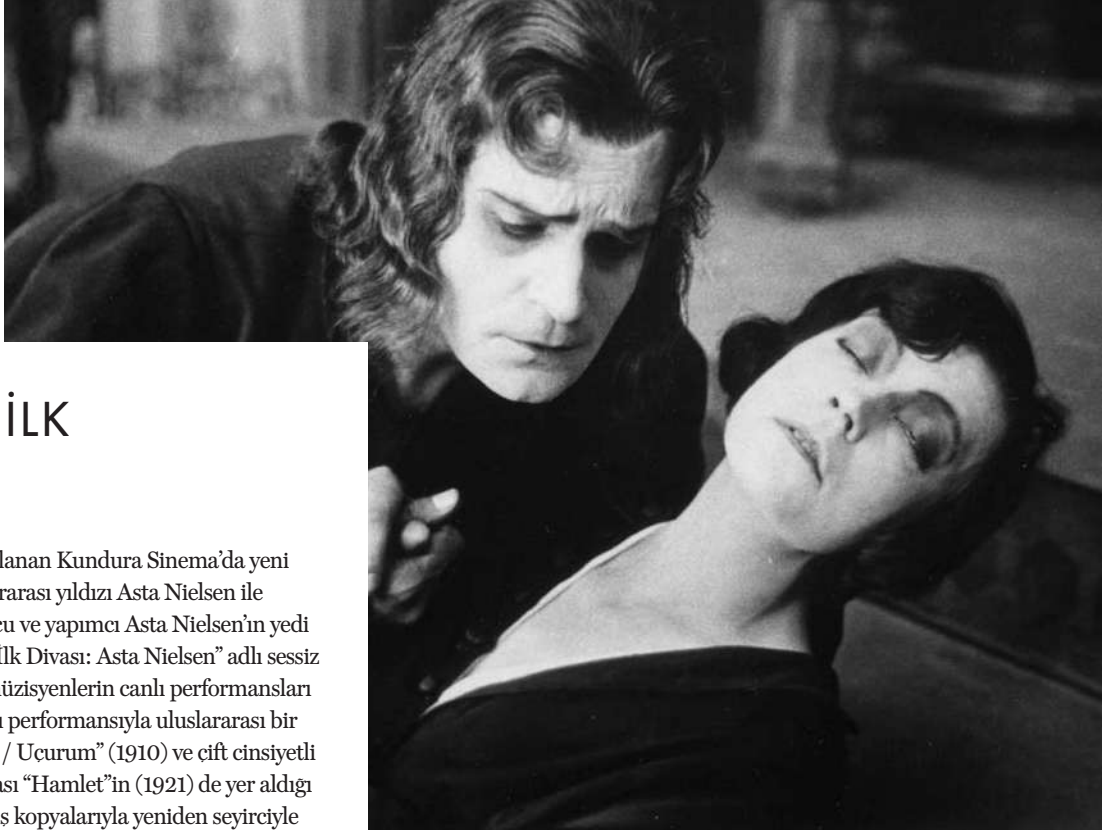 İLK
lanan Kundura Sinema’da yeni
rarası yıldızı Asta Nielsen ile
cu ve yapımcı Asta Nielsen’ın yedi
İlk Divası: Asta Nielsen” adlı sessiz
üzisyenlerin canlı performansları
ı performansıyla uluslararası bir
/ Uçurum” (1910) ve çift cinsiyetli
ası “Hamlet”in (1921) de yer aldığı
ş kopyalarıyla yeniden seyirciyle